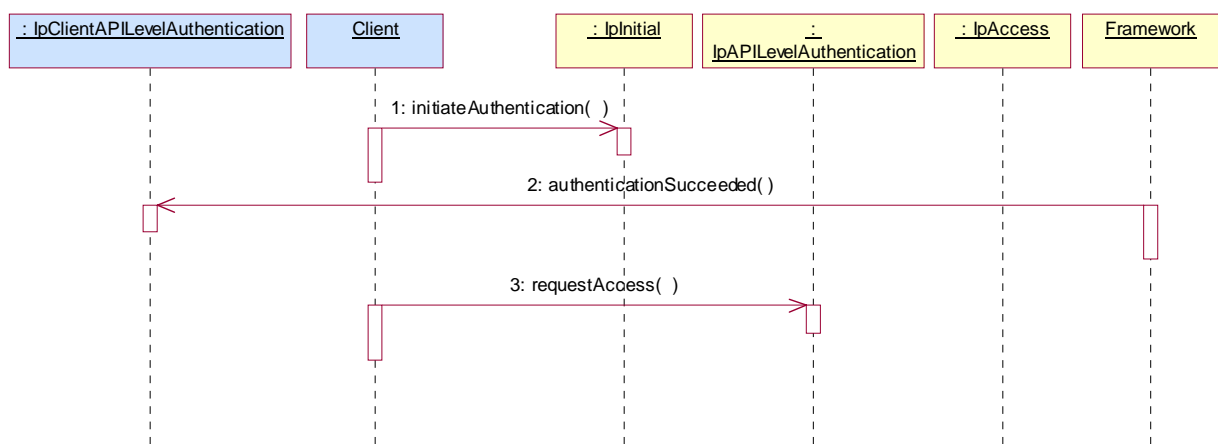 : IpClientAPILevelAuthentication
Client
: IpInitial
:
IpAPILevelAuthentication
: IpAccess
Framework
1: initiateAuthentication( )
2: authenticationSucceeded( )
3: requestAccess( )